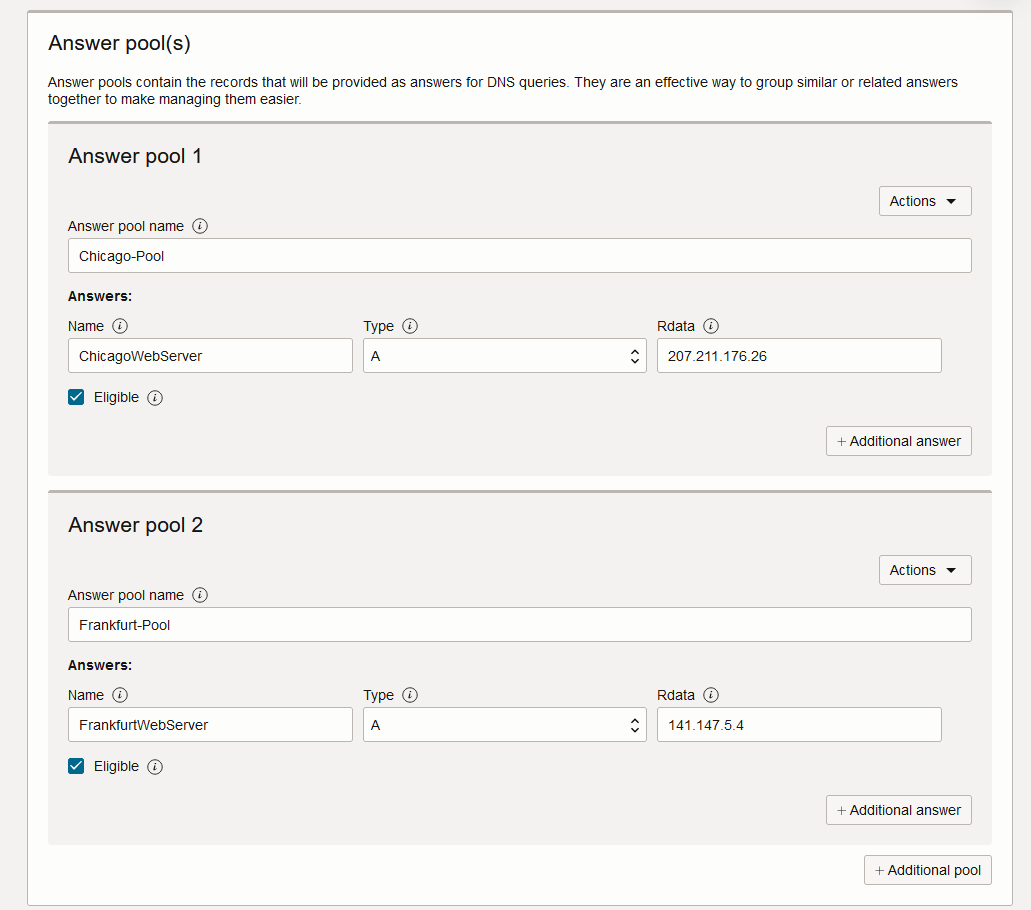 Answer pool(s)
Answer pools contain the records that will be provided as answers for DNS queries. They are an effective way to group similar or related answers
together to make managing them easier.
Answer pool 1
Actions
Answer pool name
Chicago-Pool
Answers:
Name Type Rdata
ChicagoWebServer A 207.211.176.26
Eligible
+ Additional answer
Answer pool 2
Actions
Answer pool name
Frankfurt-Pool
Answers:
Name Type Rdata
FrankfurtWebServer A 141.147.5.4
Eligible
+ Additional answer
+ Additional pool